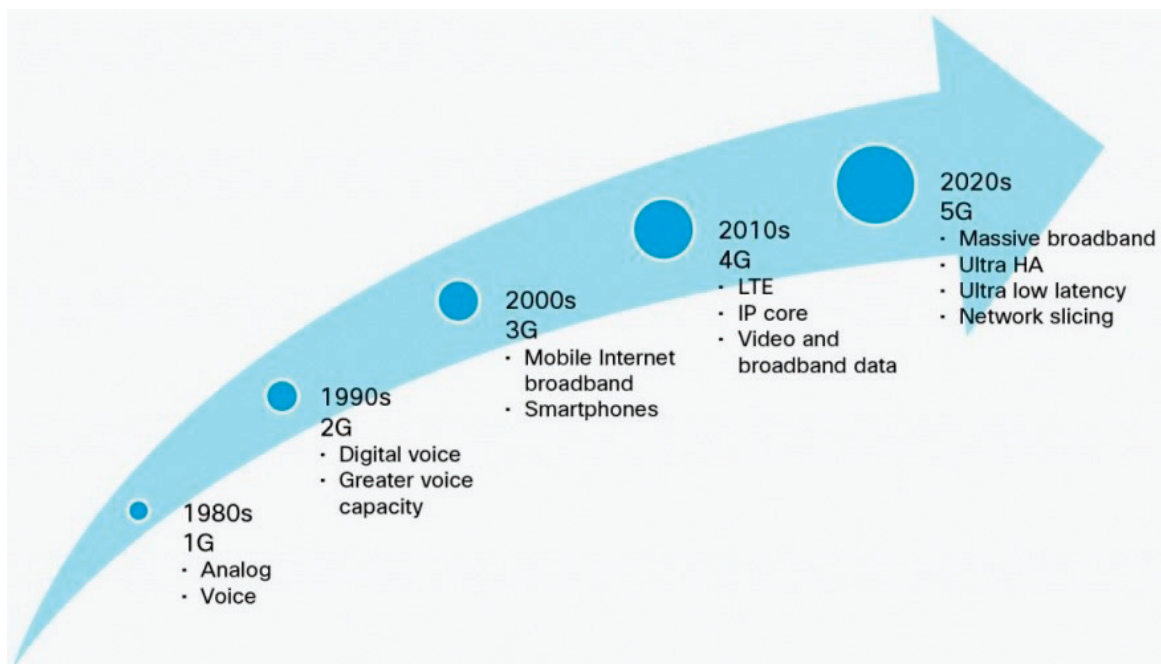 1980s
1G
· Analog
· Voice
1990s
2G
· Digital voice
· Greater voice
capacity
2000s
3G
· Mobile Internet
broadband
· Smartphones
2010s
4G
· LTE
· IP core
· Video and
broadband data
2020s
5G
· Massive broadband
· Ultra HA
· Ultra low latency
· Network slicing